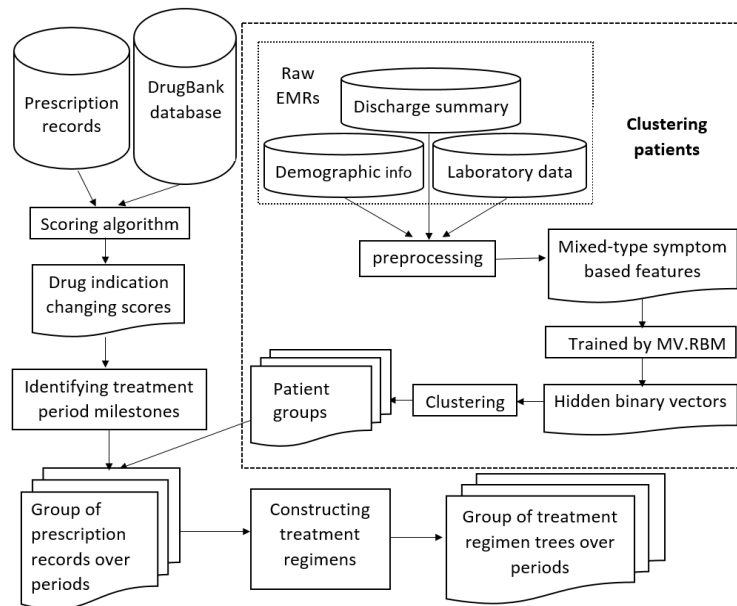 Prescription
records
DrugBank
database
Scoring algorithm
Drug indication
changing scores
Identifying treatment
period milestones
Raw
EMRs
Discharge summary
Demographic info
Laboratory data
Clustering
patients
preprocessing
Mixed-type symptom
based features
Trained by MV.RBM
Hidden binary vectors
Clustering
Patient
groups
Group of
prescription
records over
periods
Constructing
treatment
regimens
Group of treatment
regimen trees over
periods